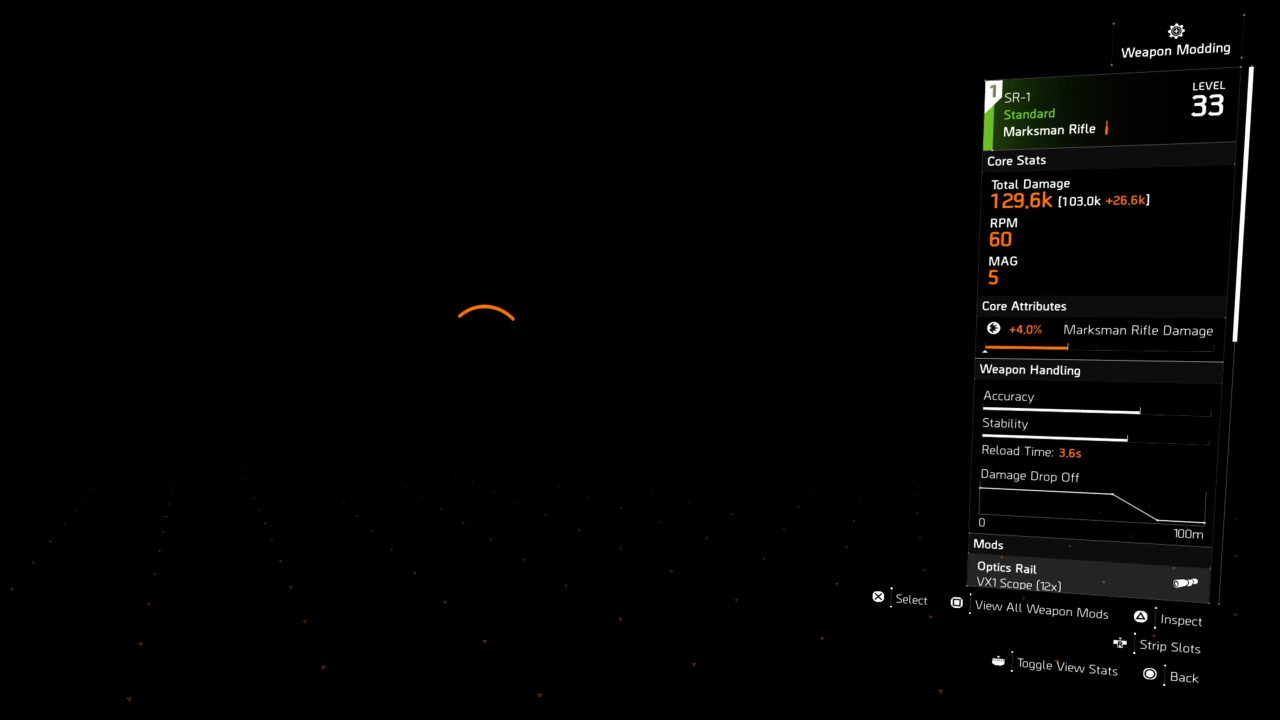 Weapon Modding
1
SR-1
LEVEL
33
Standard
Marksman Rifle
Core Stats
Total Damage
129.6k [103.0k +26.6k]
RPM
60
MAG
5
Core Attributes
+4.0% Marksman Rifle Damage
Weapon Handling
Accuracy
Stability
Reload Time: 3.6s
Damage Drop Off
0 100m
Mods
Optics Rail
VX1 Scope (12x)
Select View All Weapon Mods Inspect
Strip Slots
Toggle View Stats Back